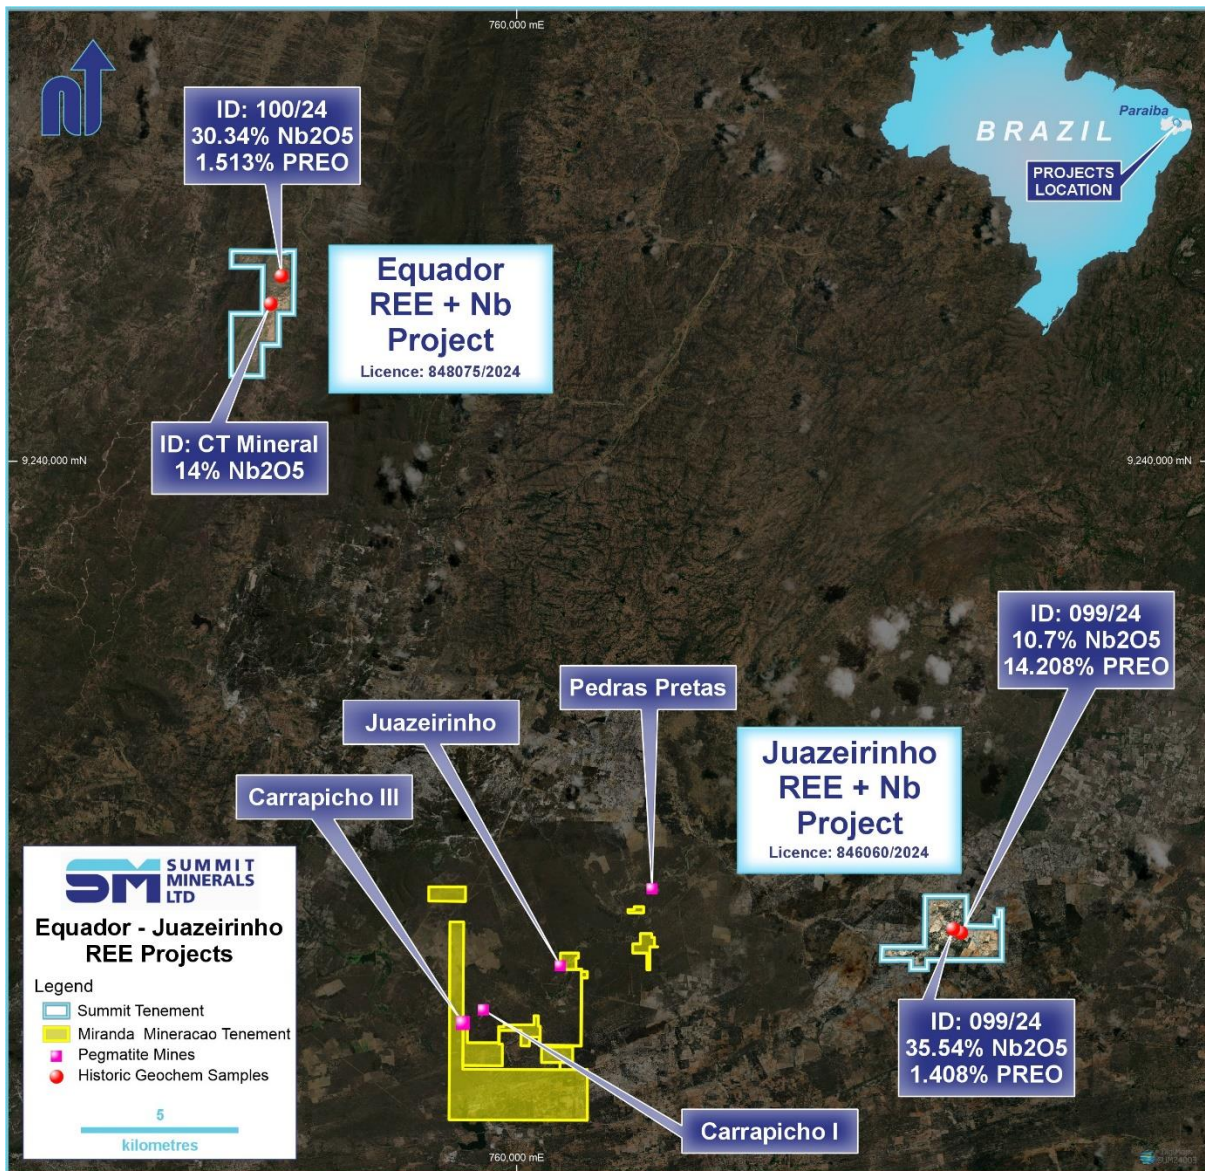 760,000 mE
n
ID: 100/24
30.34% Nb2O5
1.513% PREO
BRAZIL
Paraiba
PROJECTS
LOCATION
Equador
REE + Nb
Project
Licence: 848075/2024
ID: CT Mineral
14% Nb2O5
9,240,000 mN
9,240,000 mN
ID: 099/24
10.7% Nb2O5
14.208% PREO
Pedras Pretas
Juazeirinho
Carrapicho III
Juazeirinho
REE + Nb
Project
Licence: 846060/2024
SM SUMMIT
MINERALS
LTD
Equador - Juazeirinho
REE Projects
Legend
Summit Tenement
Miranda Mineracao Tenement
Pegmatite Mines
Historic Geochem Samples
5
kilometres
ID: 099/24
35.54% Nb2O5
1.408% PREO
Carrapicho I
760,000 mE